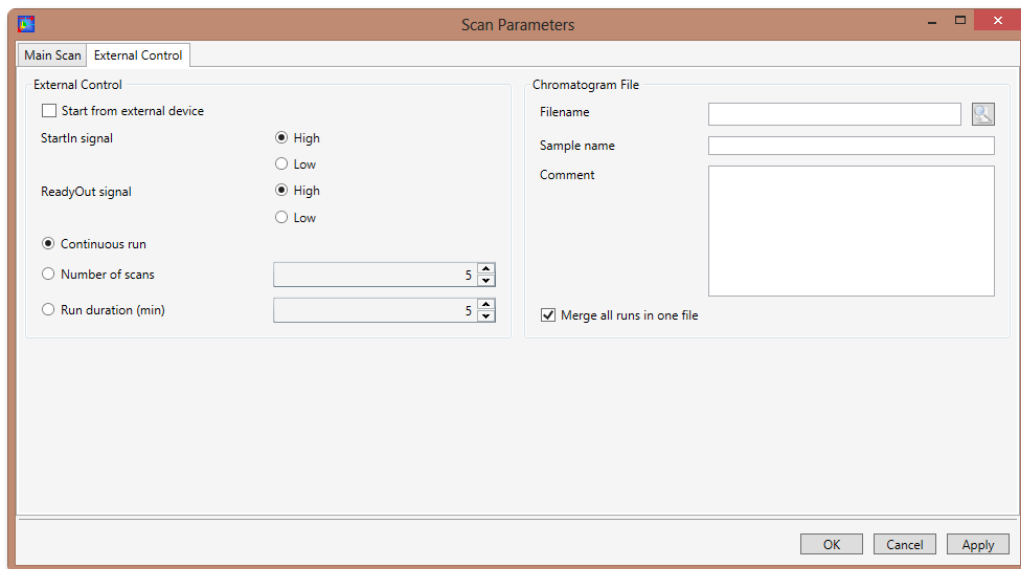 Scan Parameters
Main Scan
External Control
External Control
Start from external device
StartIn signal
High
Low
ReadyOut signal
High
Low
Continuous run
Number of scans
5
Run duration (min)
5
Chromatogram File
Filename
Sample name
Comment
Merge all runs in one file
OK
Cancel
Apply